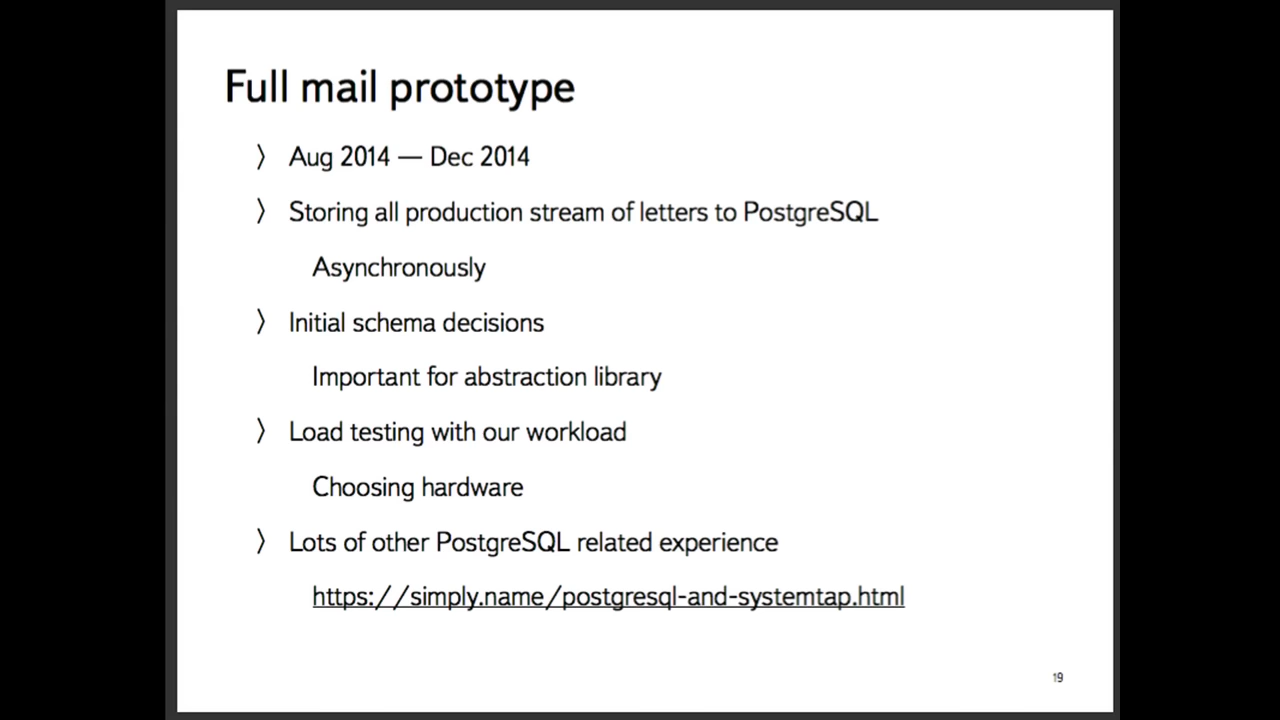 Full mail prototype
〉 Aug 2014 — Dec 2014
〉 Storing all production stream of letters to PostgreSQL
Asynchronously
〉 Initial schema decisions
Important for abstraction library
〉 Load testing with our workload
Choosing hardware
〉 Lots of other PostgreSQL related experience
https://simply.name/postgresql-and-systemtap.html
19